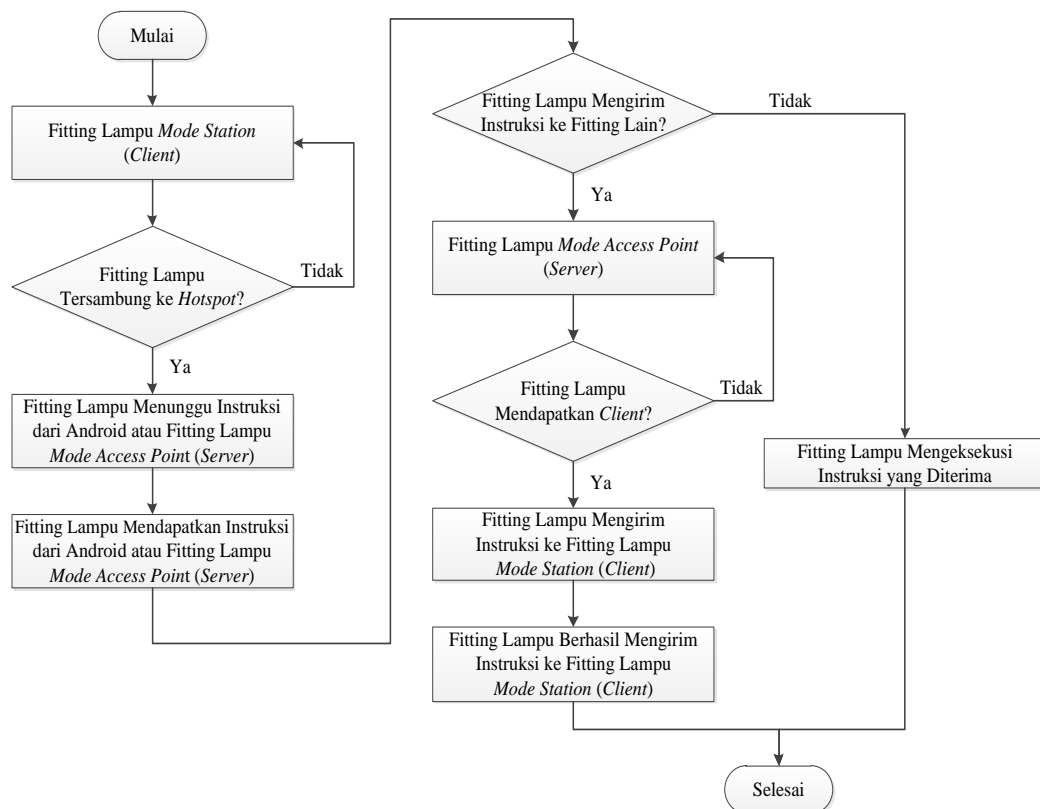 Mulai
Fitting Lampu Mode Station
(Client)
Fitting Lampu
Tersambung ke Hotspot?
Tidak
Ya
Fitting Lampu Menunggu Instruksi
dari Android atau Fitting Lampu
Mode Access Point (Server)
Fitting Lampu Mendapatkan Instruksi
dari Android atau Fitting Lampu
Mode Access Point (Server)
Fitting Lampu Mengirim
Instruksi ke Fitting Lain?
Tidak
Ya
Fitting Lampu Mode Access Point
(Server)
Fitting Lampu
Mendapatkan Client?
Tidak
Ya
Fitting Lampu Mengirim
Instruksi ke Fitting Lampu
Mode Station (Client)
Fitting Lampu Berhasil Mengirim
Instruksi ke Fitting Lampu
Mode Station (Client)
Fitting Lampu Mengeksekusi
Instruksi yang Diterima
Selesai